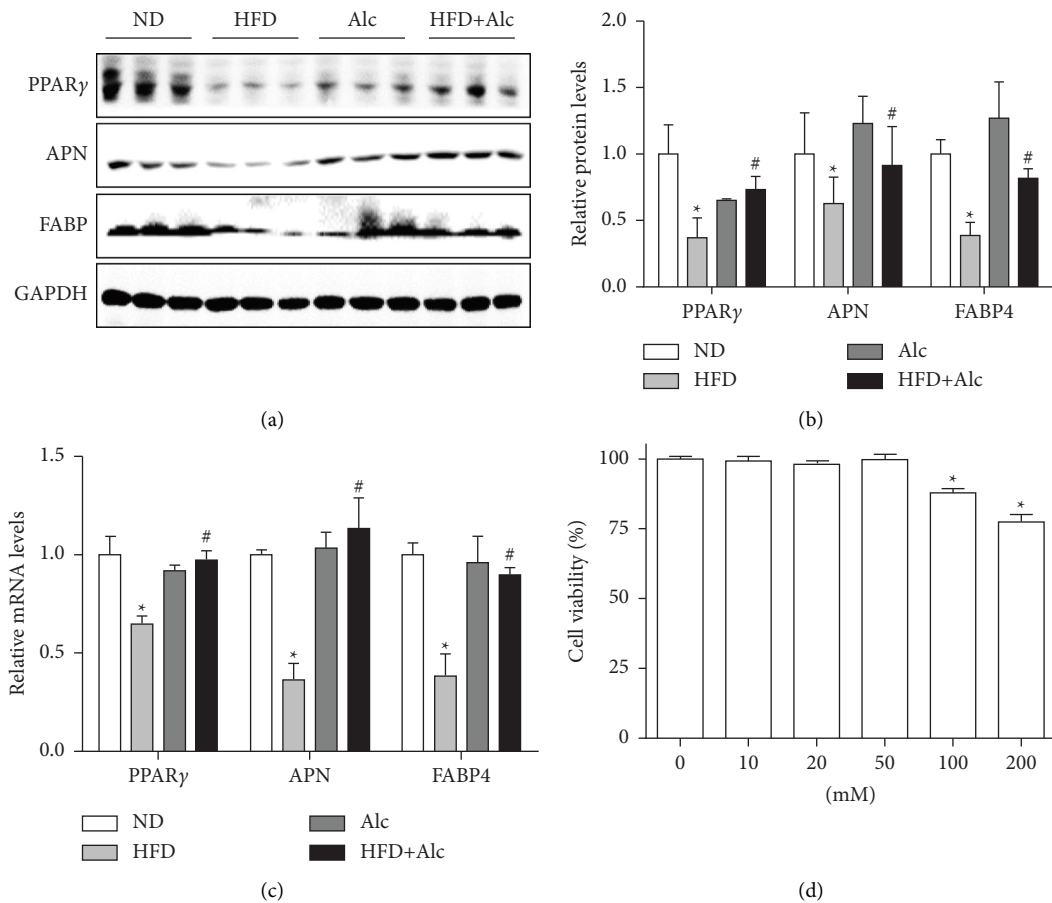 ND HFD Alc HFD+Alc
PPARγ
APN
FABP
GAPDH
(a)
Relative protein levels
2.0
1.5
1.0
0.5
0.0
PPARγ APN FABP4
* # * # * #
ND Alc
HFD HFD+Alc
(b)
Relative mRNA levels
1.5
1.0
0.5
0.0
* # * # * #
PPARγ APN FABP4
ND Alc
HFD HFD+Alc
(c)
Cell viability (%)
100
75
50
25
0
* *
0 10 20 50 100 200
(mM)
(d)